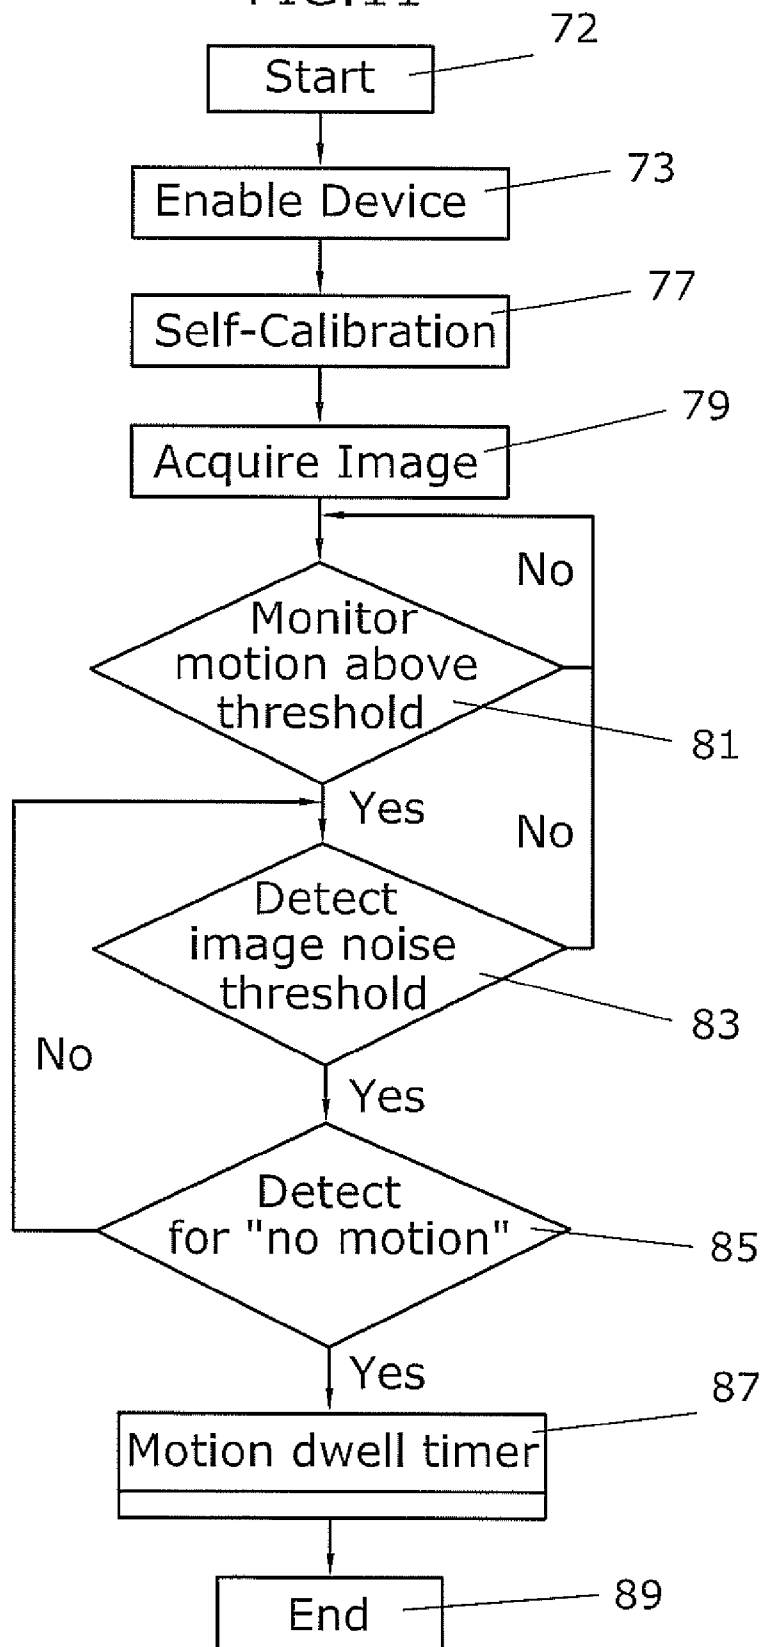 FIG.11
72
Start
73
Enable Device
77
Self-Calibration
79
Acquire Image
No
Monitor
motion above
threshold
81
Yes
No
Detect
image noise
threshold
83
No
Yes
Detect
for "no motion"
85
Yes
87
Motion dwell timer
End
89